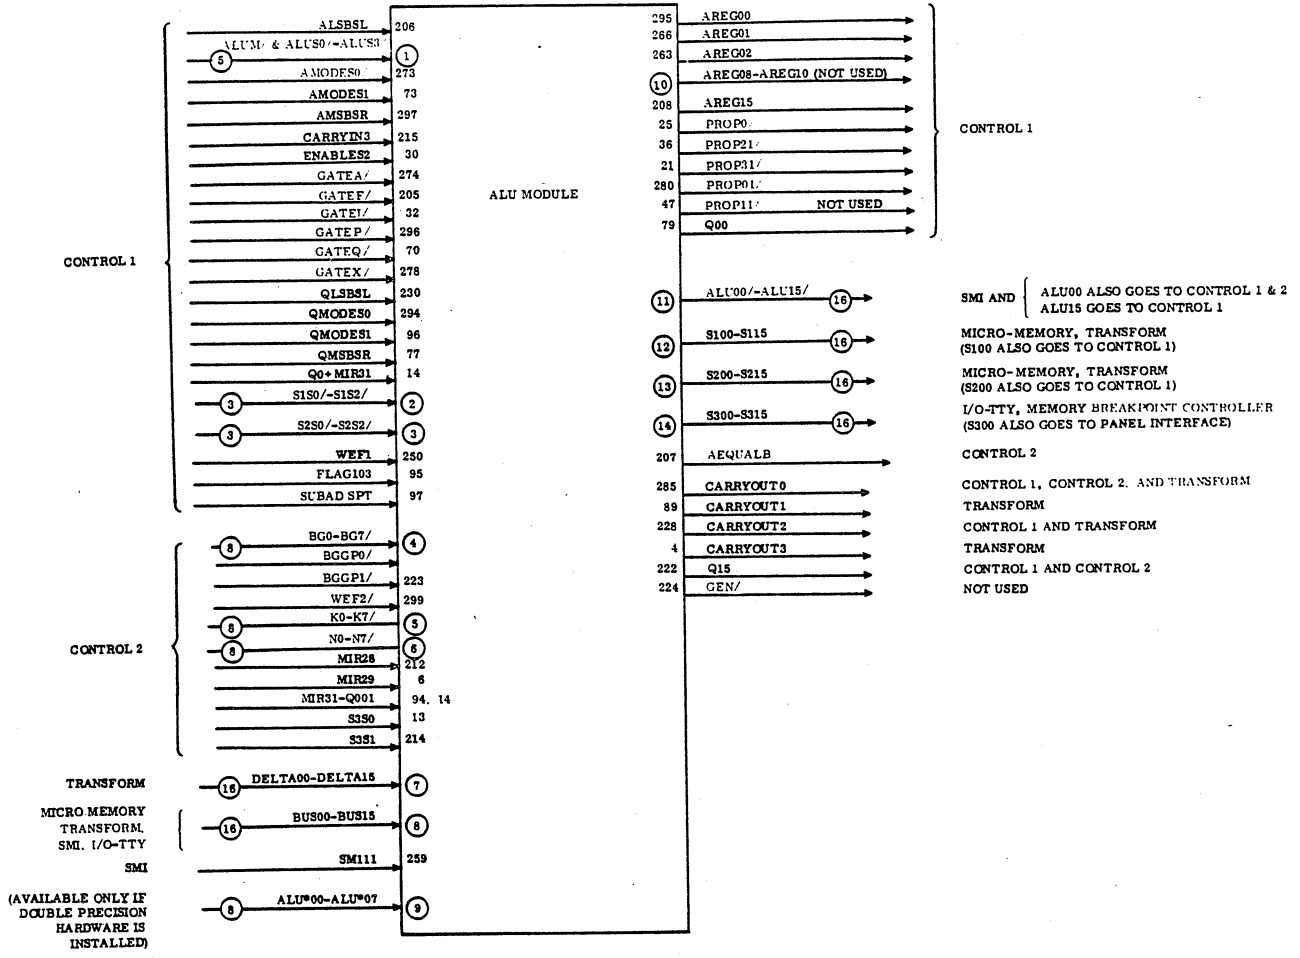 ALSBSL 206
ALUM/ & ALUS0/-ALUS3/
5 1
AMODES0 273
AMODES1 73
AMSBSR 297
CARRYIN3 215
ENABLES2 30
GATEA/ 274
GATEF/ 205
GATEI/ 32
GATEP/ 296
GATEQ/ 70
GATEX/ 278
QLSBSL 230
QMODES0 294
QMODES1 96
QMSBSR 77
Q0+MIR31 14
3 S1S0/-S1S2/ 2
3 S2S0/-S2S2/ 3
WEF1 250
FLAG103 95
SUBAD SPT 97
CONTROL 1
8 BG0-BG7/ 4
BGGP0/
BGGP1/ 223
WEF2/ 299
8 K0-K7/ 5
8 N0-N7/ 6
MIR28 212
MIR29 6
MIR31-Q001 94. 14
S3S0 13
S3S1 214
CONTROL 2
TRANSFORM 16 DELTA00-DELTA15 7
MICRO MEMORY
TRANSFORM.
SMI. I/O-TTY
16 BUS00-BUS15 8
SMI SM111 259
(AVAILABLE ONLY IF
DOUBLE PRECISION
HARDWARE IS
INSTALLED)
8 ALU*00-ALU*07 9
ALU MODULE
295 AREG00
266 AREG01
263 AREG02
10 AREG08-AREG10 (NOT USED)
208 AREG15
25 PROP0/
36 PROP21/
21 PROP31/
280 PROP01/
47 PROP11/ NOT USED
79 Q00
CONTROL 1
11 ALU00/-ALU15/ 16 SMI AND
ALU00 ALSO GOES TO CONTROL 1 & 2
ALU15 GOES TO CONTROL 1
12 S100-S115 16 MICRO-MEMORY, TRANSFORM
(S100 ALSO GOES TO CONTROL 1)
13 S200-S215 16 MICRO-MEMORY, TRANSFORM
(S200 ALSO GOES TO CONTROL 1)
14 S300-S315 16 I/O-TTY, MEMORY BREAKPOINT CONTROLLER
(S300 ALSO GOES TO PANEL INTERFACE)
207 AEQUALB CONTROL 2
285 CARRYOUT0 CONTROL 1, CONTROL 2. AND TRANSFORM
89 CARRYOUT1 TRANSFORM
228 CARRYOUT2 CONTROL 1 AND TRANSFORM
4 CARRYOUT3 TRANSFORM
222 Q15 CONTROL 1 AND CONTROL 2
224 GEN/ NOT USED